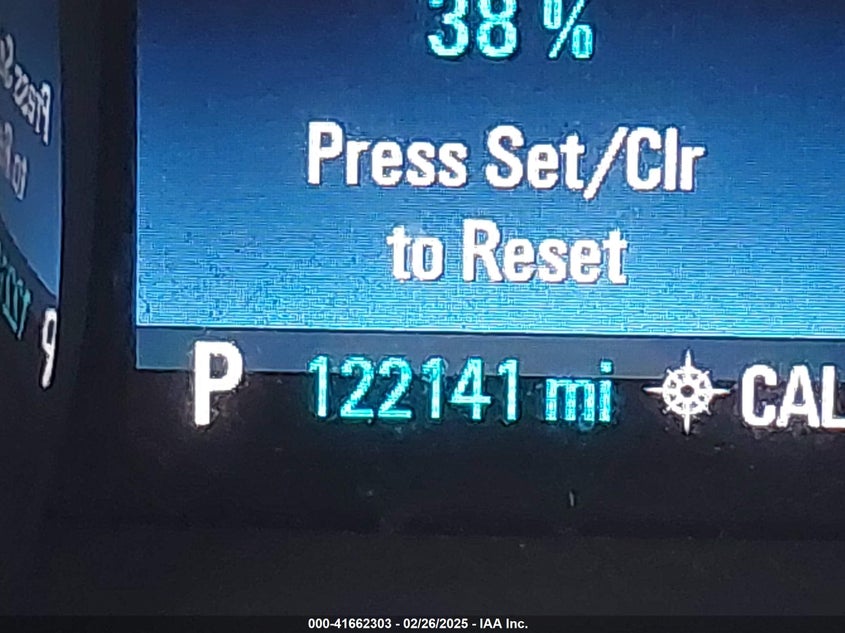 38 %
Press Set/Clr
to Reset
P 122141 mi CAL
000-41662303 - 02/26/2025 - IAA Inc.